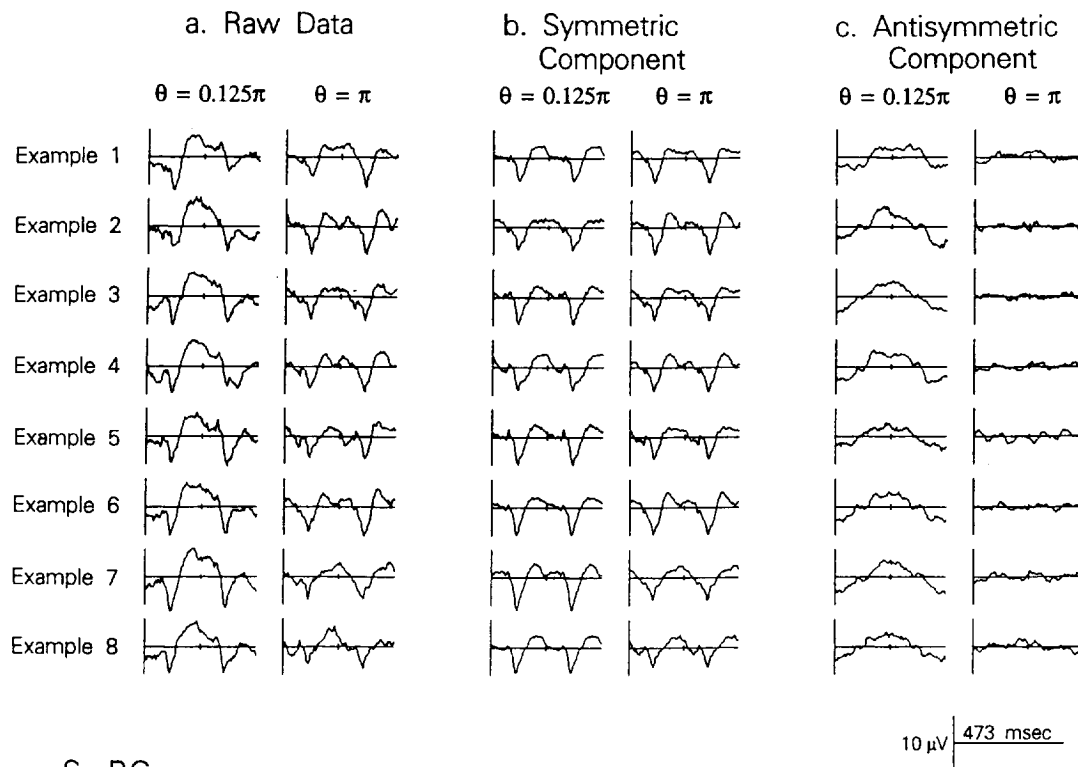 a. Raw Data
b. Symmetric Component
c. Antisymmetric Component
θ = 0.125π θ = π
θ = 0.125π θ = π
θ = 0.125π θ = π
Example 1
Example 2
Example 3
Example 4
Example 5
Example 6
Example 7
Example 8
10 μV 473 msec